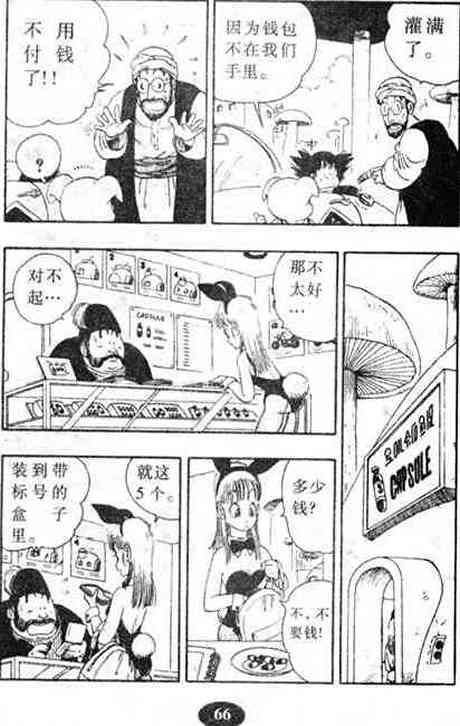 灌满
了。
因为钱包
不在我们
手里。
不用
付钱
了!!
?
CAPSULE
那不
太好
…
对不
起…
CAPSULE
多少
钱?
不,不
要钱!
就这
5个。
装到带
标号的
盒子
里。
66